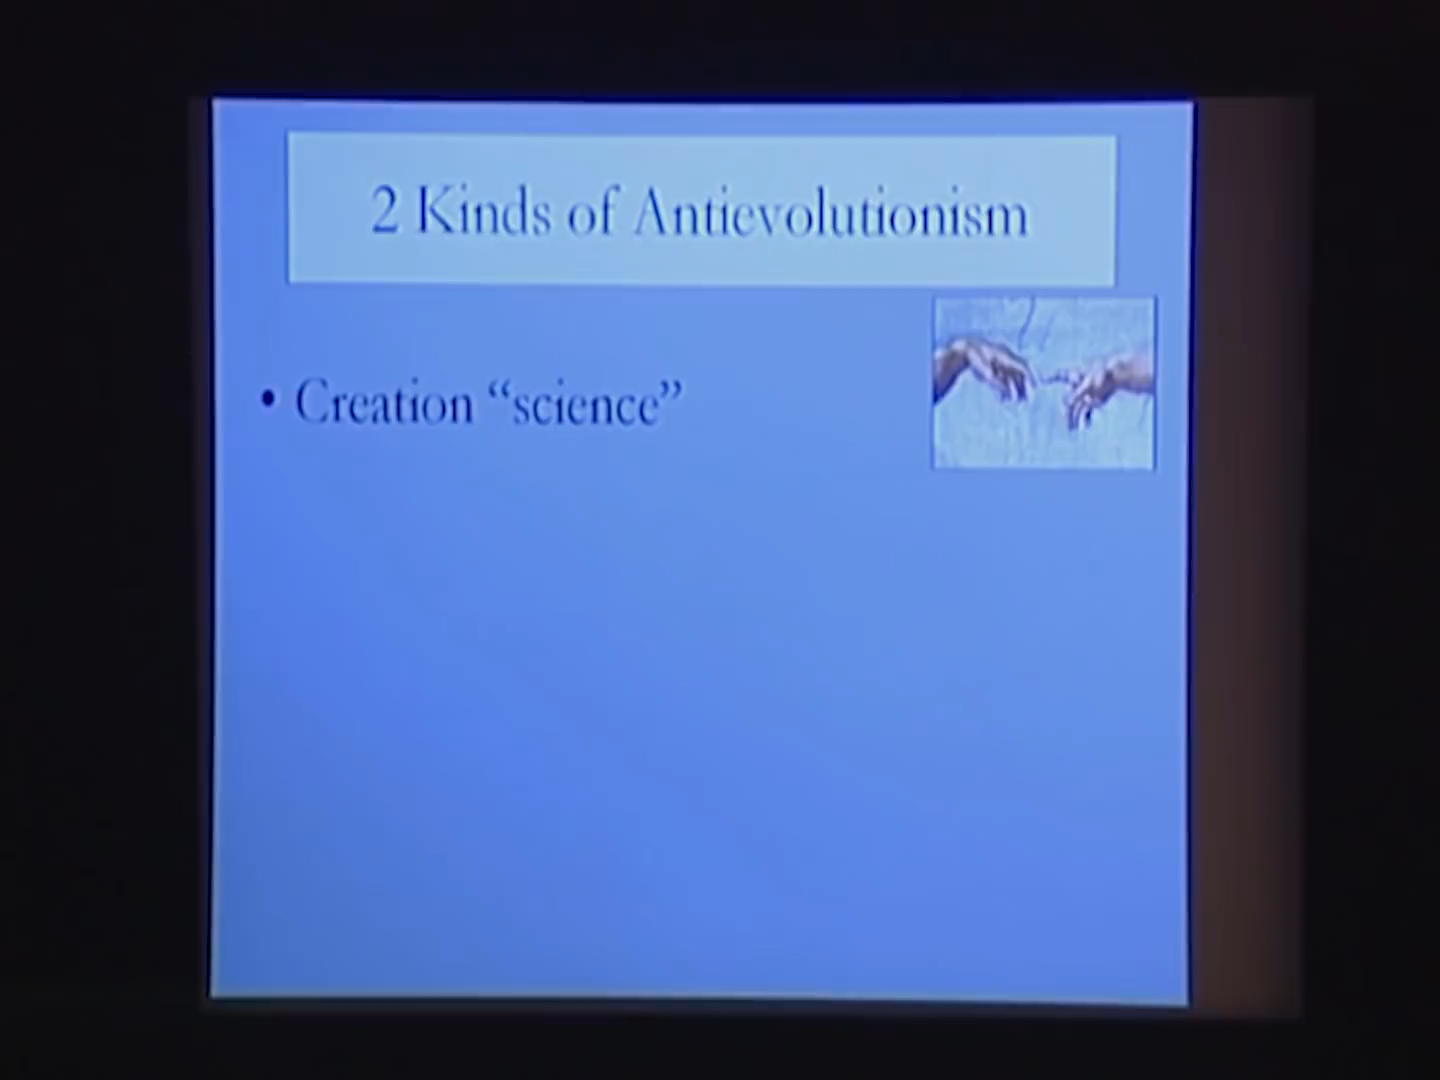 2 Kinds of Antievolutionism
• Creation “science”